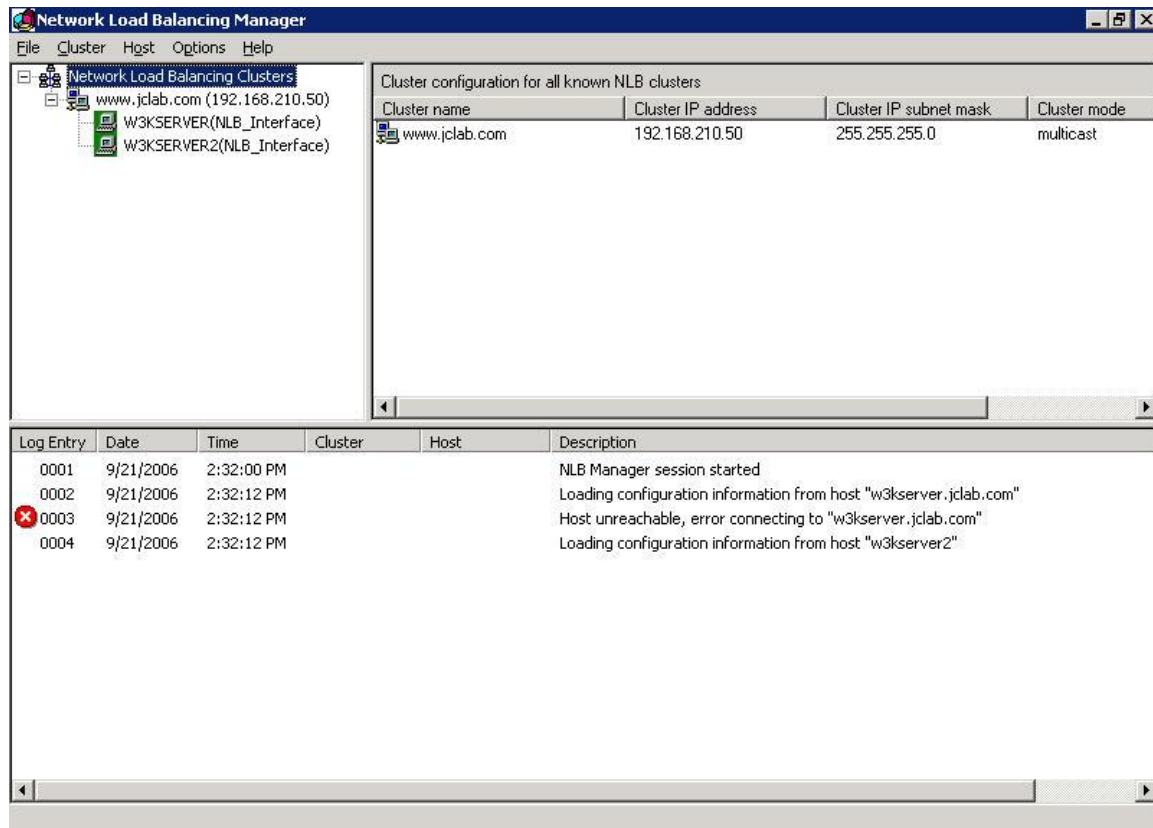 Network Load Balancing Manager
File Cluster Host Options Help
Network Load Balancing Clusters
www.jclab.com (192.168.210.50)
W3KSERVER(NLB_Interface)
W3KSERVER2(NLB_Interface)
Cluster configuration for all known NLB clusters
Cluster name Cluster IP address Cluster IP subnet mask Cluster mode
www.jclab.com 192.168.210.50 255.255.255.0 multicast
Log Entry Date Time Cluster Host Description
0001 9/21/2006 2:32:00 PM NLB Manager session started
0002 9/21/2006 2:32:12 PM Loading configuration information from host "w3kserver.jclab.com"
0003 9/21/2006 2:32:12 PM Host unreachable, error connecting to "w3kserver.jclab.com"
0004 9/21/2006 2:32:12 PM Loading configuration information from host "w3kserver2"